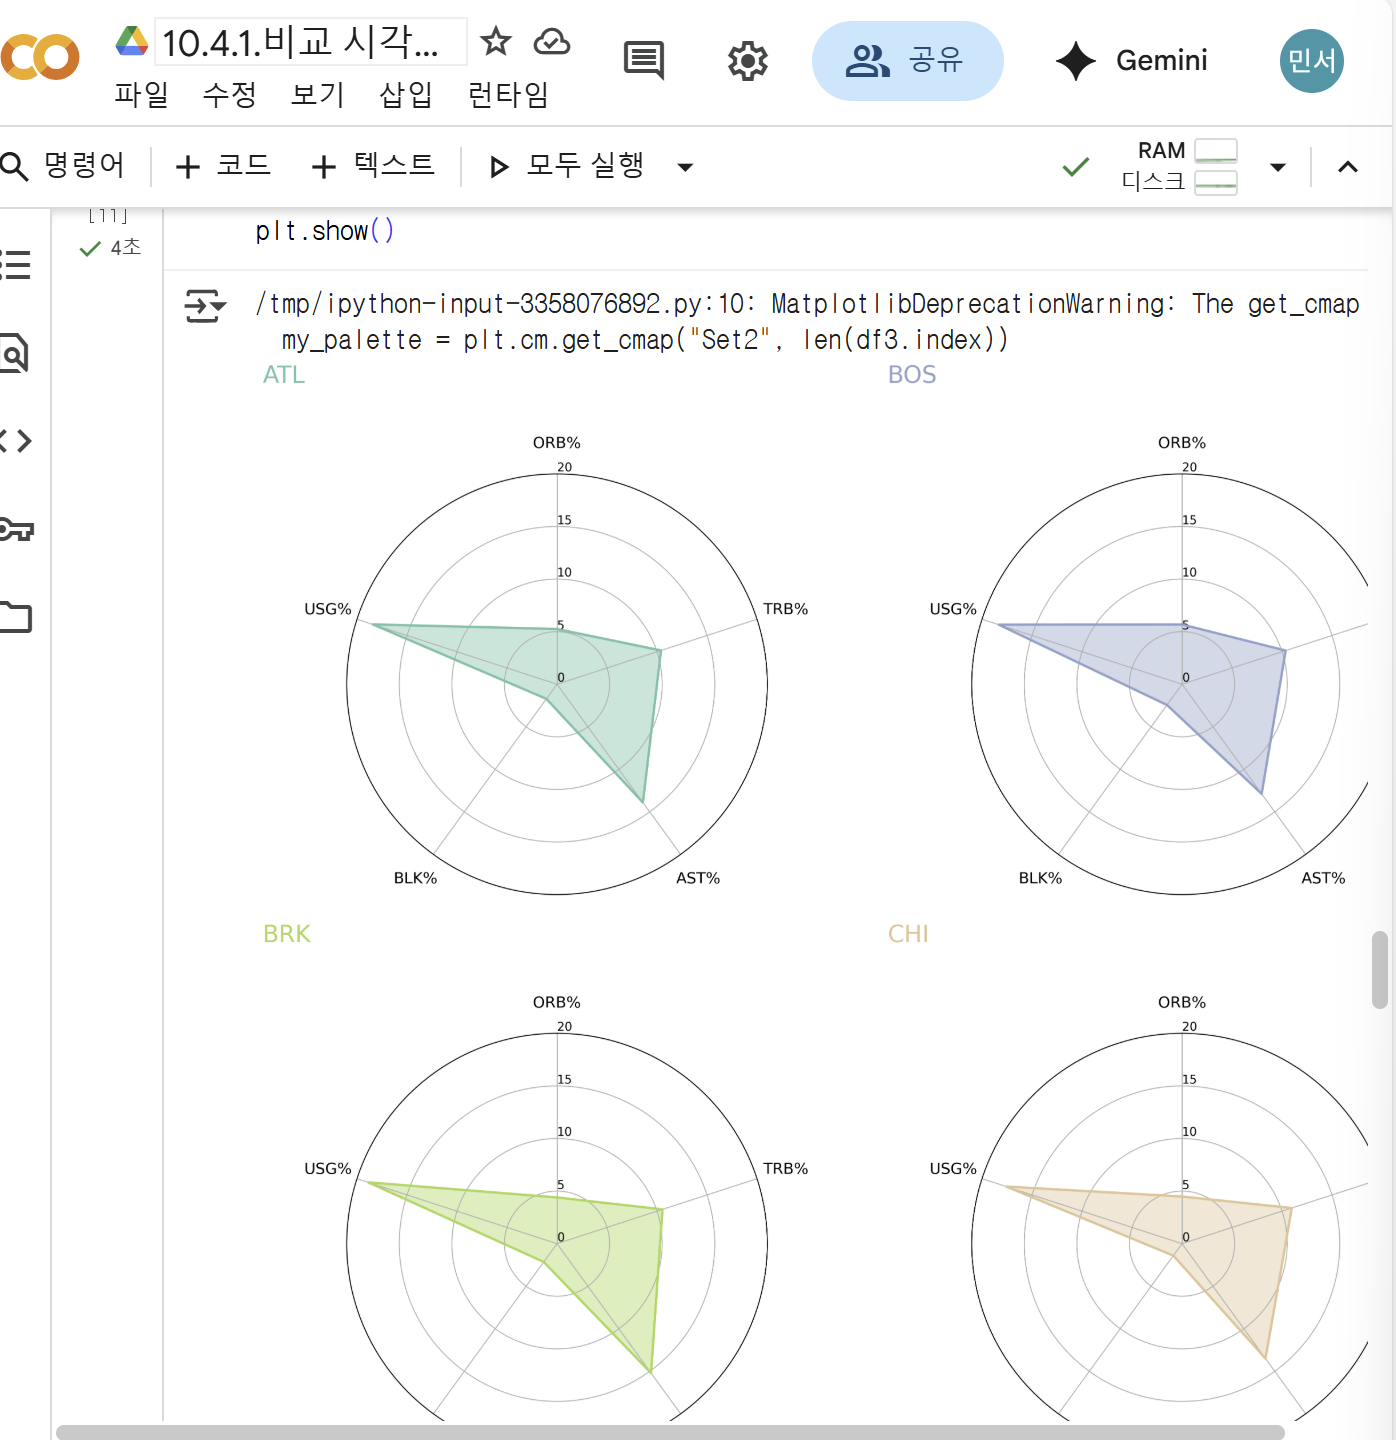 10.4.1.비교 시각...
공유
Gemini
민서
파일 수정 보기 삽입 런타임
명령어
+ 코드 + 텍스트
모두 실행
RAM
디스크
[11]
4초
plt.show()
/tmp/ipython-input-3358076892.py:10: MatplotlibDeprecationWarning: The get_cmap
my_palette = plt.cm.get_cmap("Set2", len(df3.index))
ATL
ORB%
20
15
10
5
0
USG%
TRB%
BLK%
AST%
BOS
ORB%
20
15
10
5
0
USG%
BLK%
AST%
BRK
ORB%
20
15
10
5
0
USG%
TRB%
CHI
ORB%
20
15
10
5
0
USG%